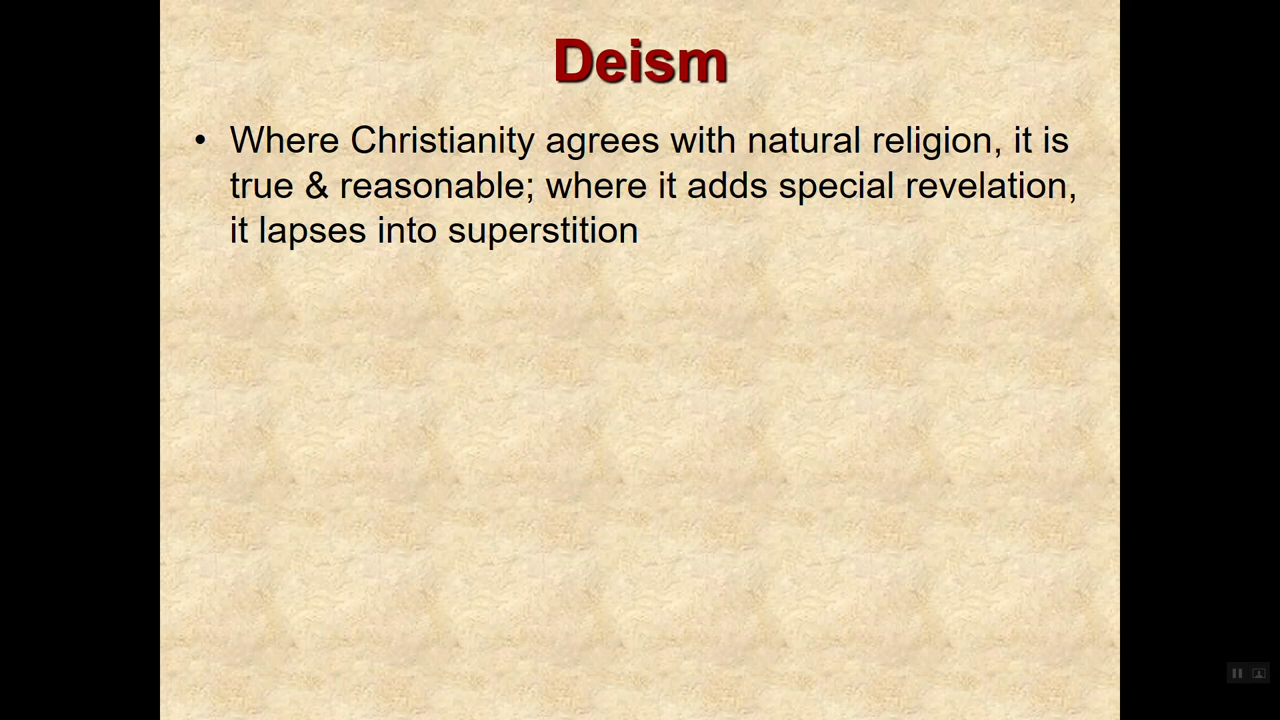 Deism
• Where Christianity agrees with natural religion, it is
true & reasonable; where it adds special revelation,
it lapses into superstition